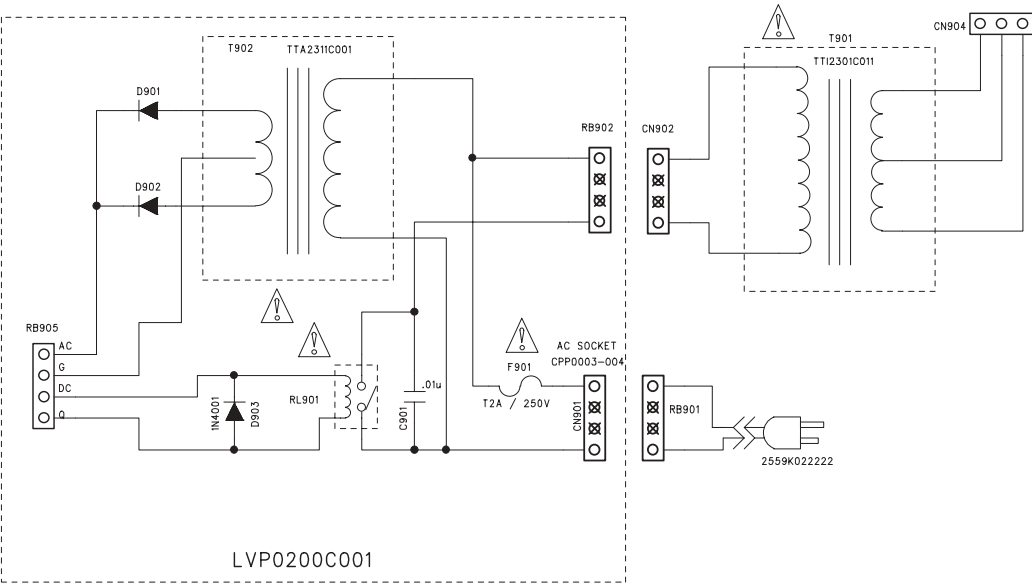 CN904
T902
TTA2311C001
T901
TTI2301C011
D901
RB902
CN902
D902
RB905
AC
G
DC
Q
AC SOCKET
CPP0003-004
F901
T2A / 250V
RL901
.01u
C901
1N4001
D903
CN901
RB901
2559K022222
LVP0200C001